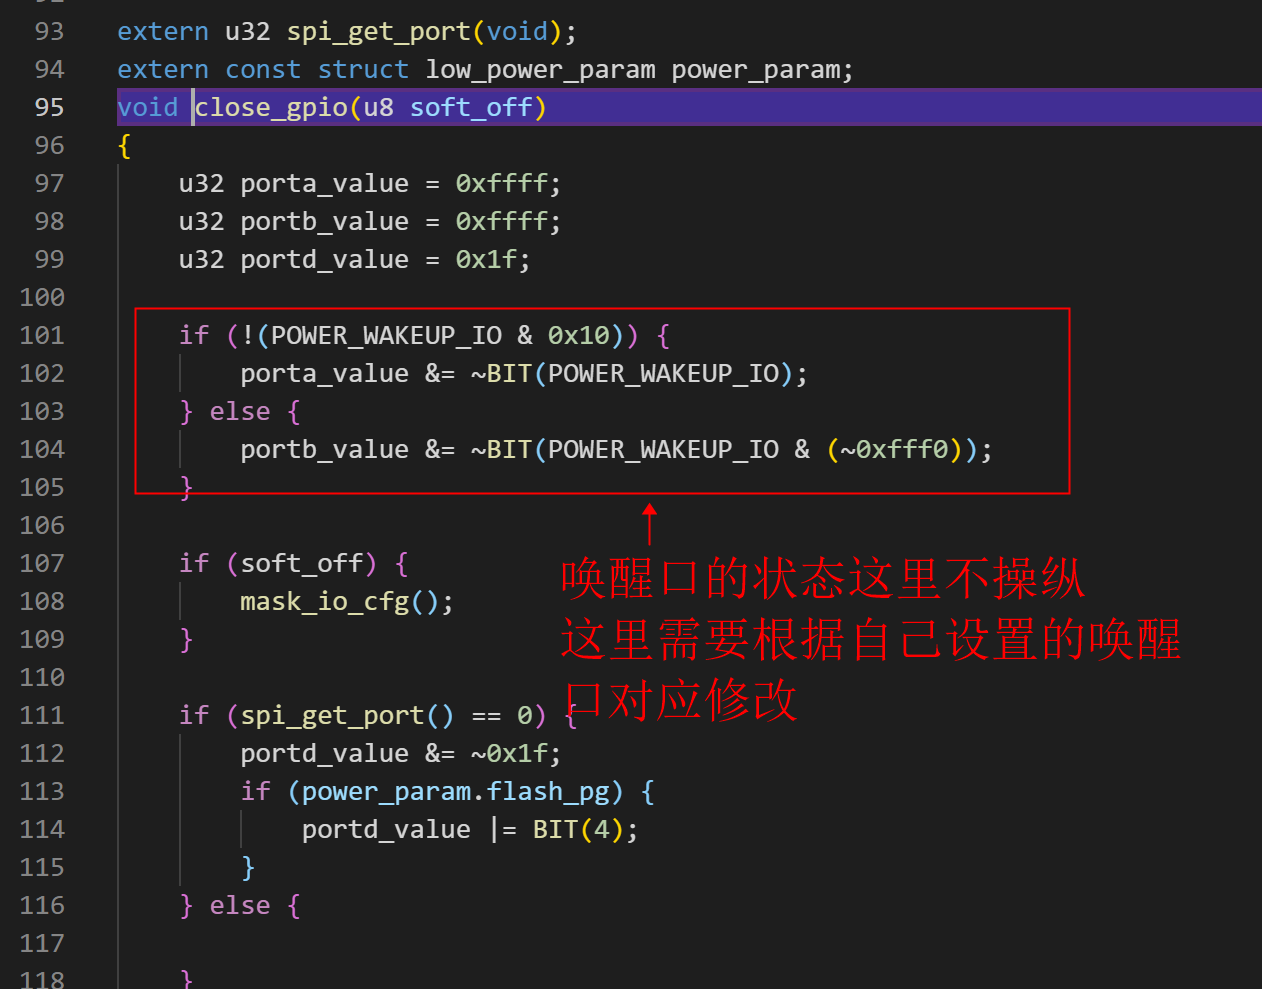 93 extern u32 spi_get_port(void);
94 extern const struct low_power_param power_param;
95 void close_gpio(u8 soft_off)
96 {
97 u32 porta_value = 0xffff;
98 u32 portb_value = 0xffff;
99 u32 portd_value = 0x1f;
100
101 if (!(POWER_WAKEUP_IO & 0x10)) {
102 porta_value &= ~BIT(POWER_WAKEUP_IO);
103 } else {
104 portb_value &= ~BIT(POWER_WAKEUP_IO & (~0xfff0));
105 }
106
107 if (soft_off) {
唤醒口的状态这里不操纵
108 mask_io_cfg();
109 }
这里需要根据自己设置的唤醒
110
口对应修改
111 if (spi_get_port() == 0) {
112 portd_value &= ~0x1f;
113 if (power_param.flash_pg) {
114 portd_value |= BIT(4);
115 }
116 } else {
117
118 }